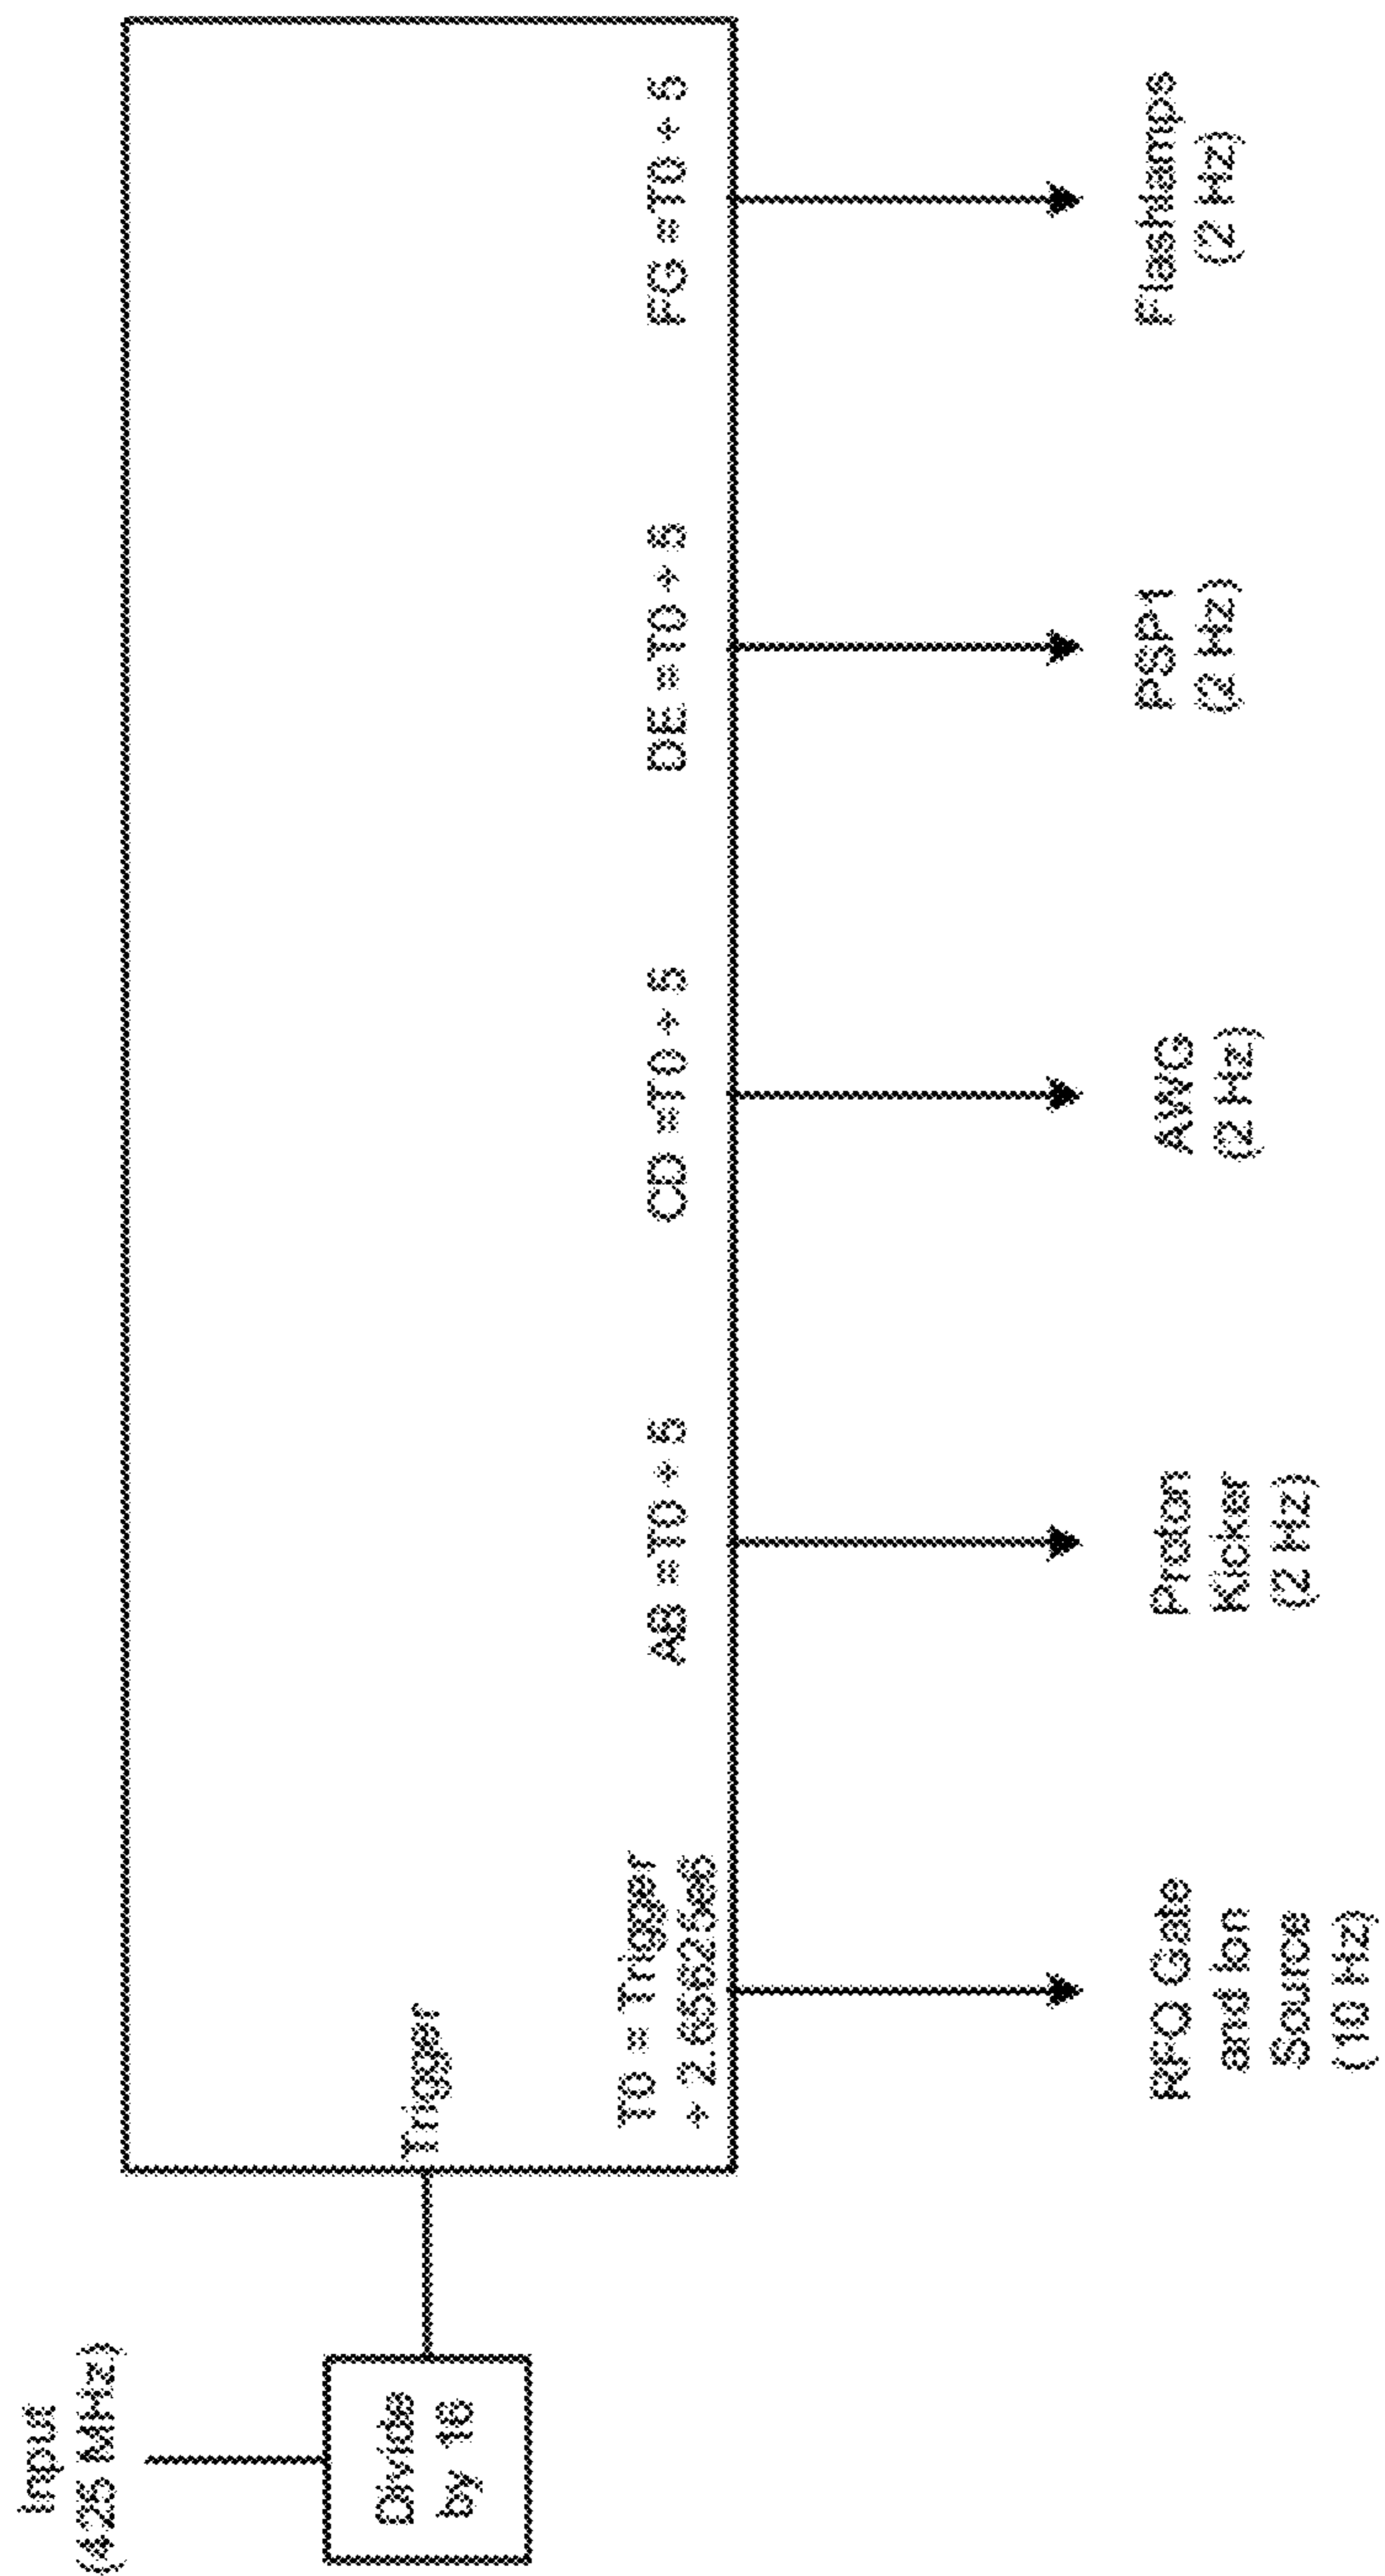 Input
(425 MHz)
Divide
by 16
Trigger
T0 = Trigger
÷ 2.65625e6
AB = T0 ÷ 5
CD = T0 ÷ 5
DE = T0 ÷ 5
FG = T0 ÷ 5
RFQ Gate
and Ion
Source
(10 Hz)
Proton
Kicker
(2 Hz)
AWG
(2 Hz)
PSP1
(2 Hz)
Flashlamps
(2 Hz)